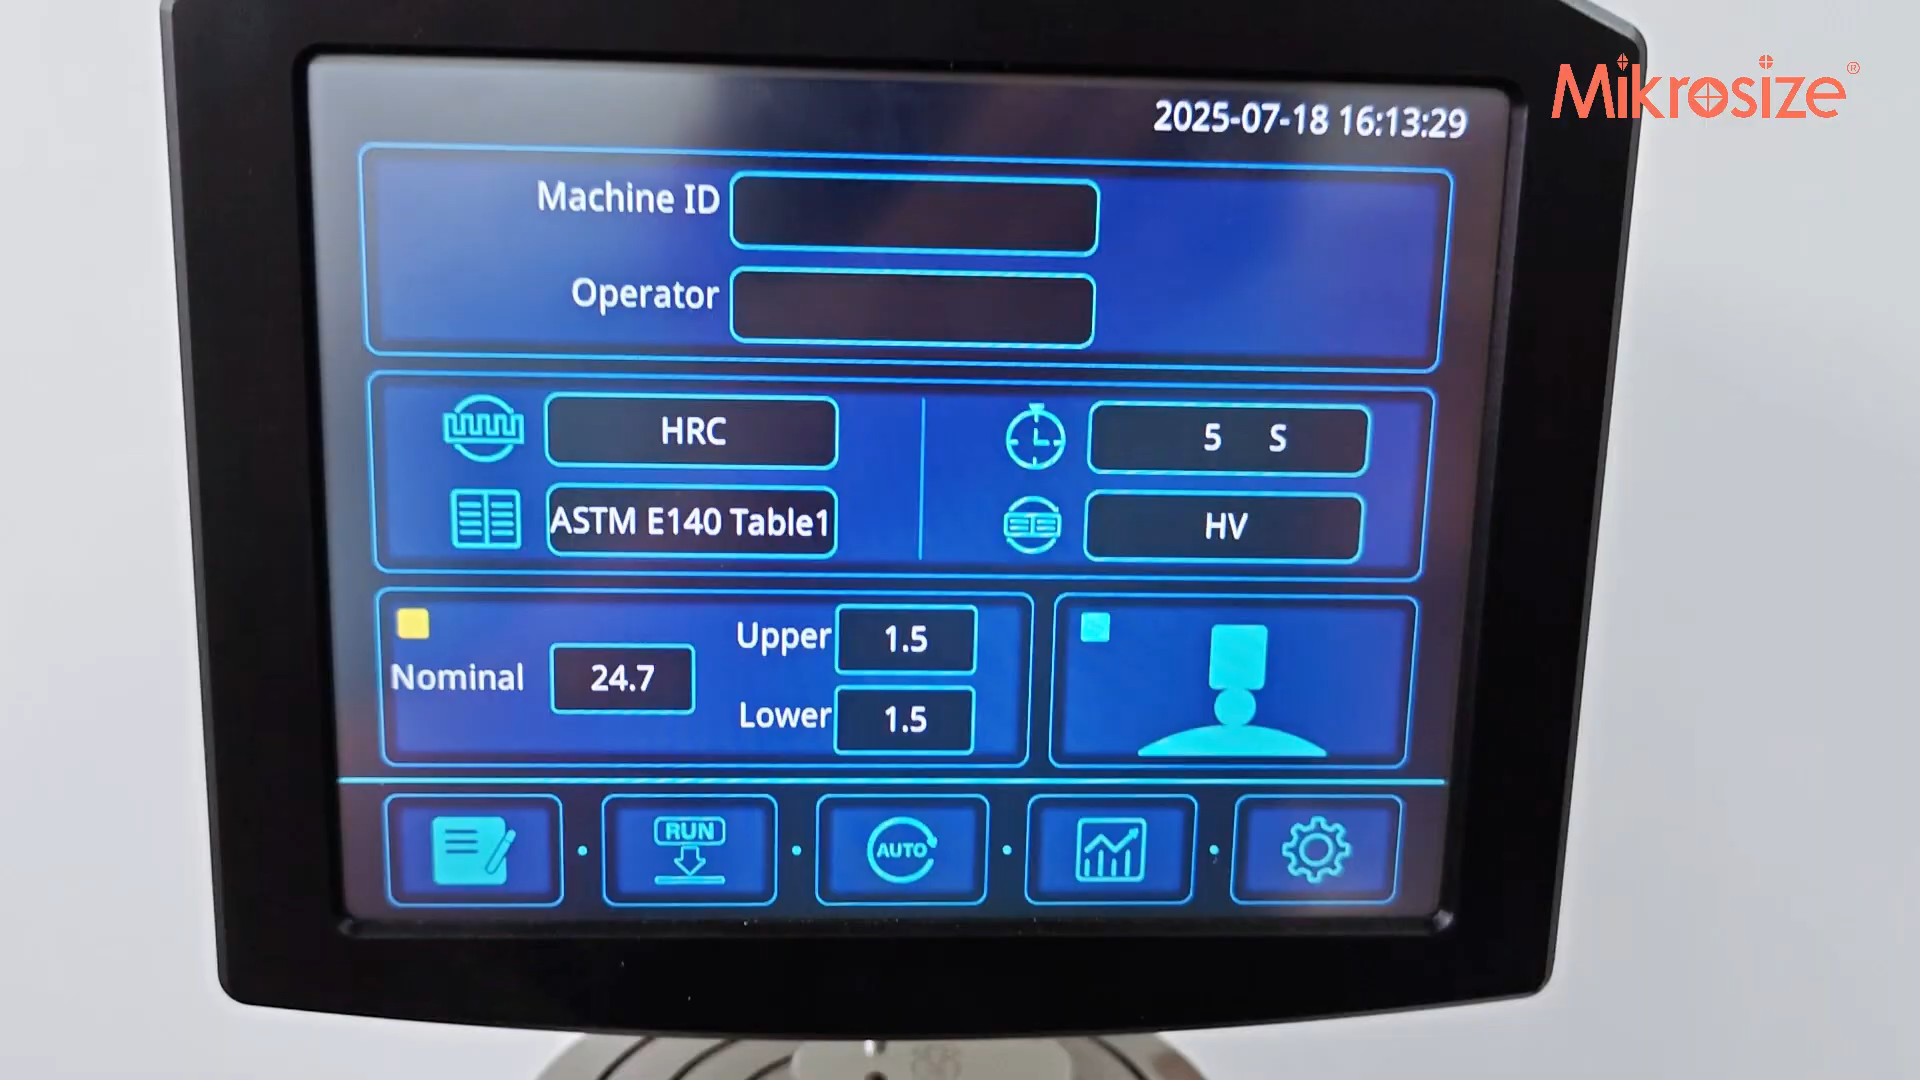 Mikrosize®
2025-07-18 16:13:29
Machine ID
Operator
HRC
5 S
ASTM E140 Table1
HV
Nominal 24.7
Upper 1.5
Lower 1.5
RUN
AUTO